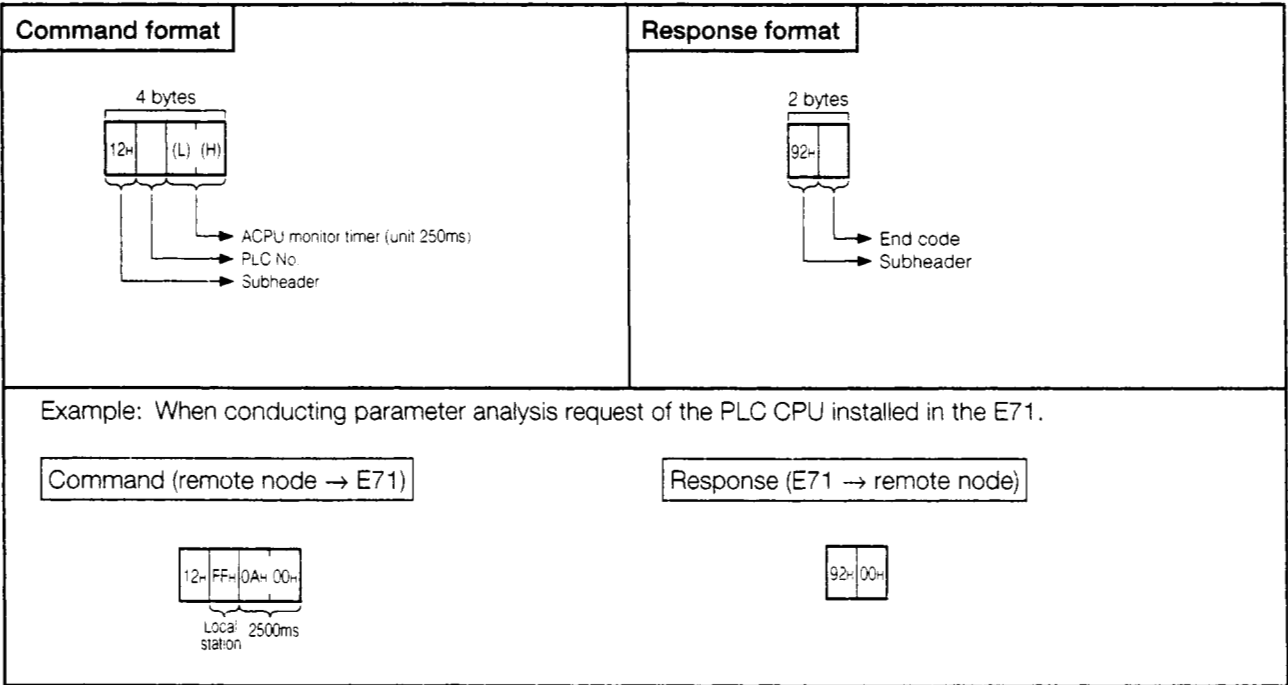 Command format
4 bytes
12H (L) (H)
ACPU monitor timer (unit 250ms)
PLC No.
Subheader
Response format
2 bytes
92H
End code
Subheader
Example: When conducting parameter analysis request of the PLC CPU installed in the E71.
Command (remote node → E71)
12H FFH 0AH 00H
Local station
2500ms
Response (E71 → remote node)
92H 00H